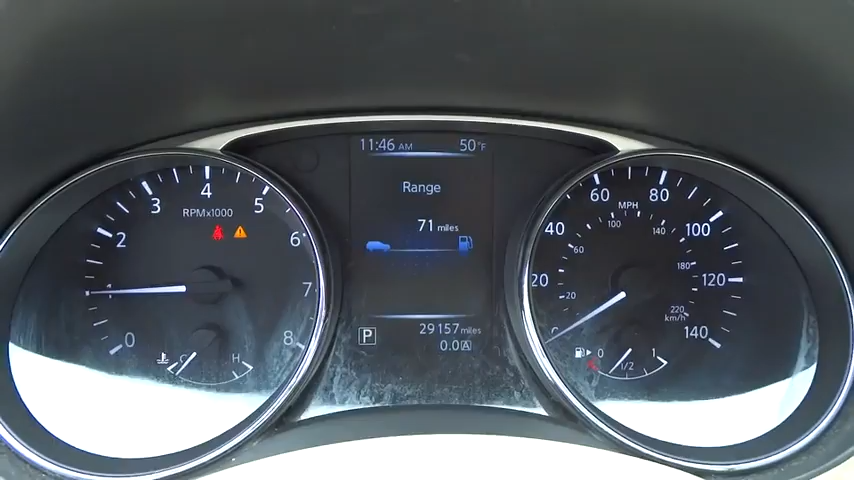 11:46 AM 50°F
Range
71 miles
P
29157 miles
0.0 A
RPMx1000
0 1 2 3 4 5 6 7 8
C H
MPH
20 40 60 80 100 120 140
20 60 100 140 180 220
km/h
0 1/2 1